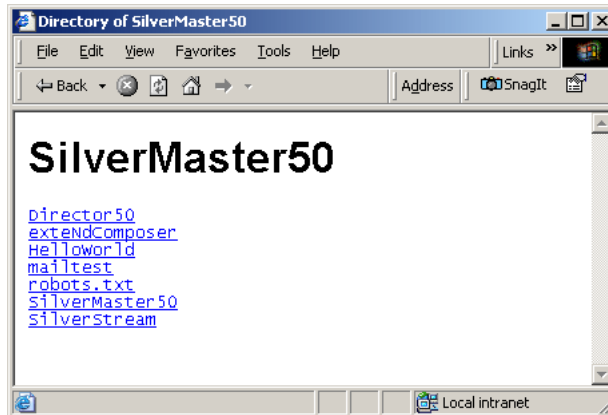 Directory of SilverMaster50
File Edit View Favorites Tools Help Links »
Back Address SnagIt
SilverMaster50
Director50
exteNdComposer
HelloWorld
mailtest
robots.txt
SilverMaster50
SilverStream
Local intranet